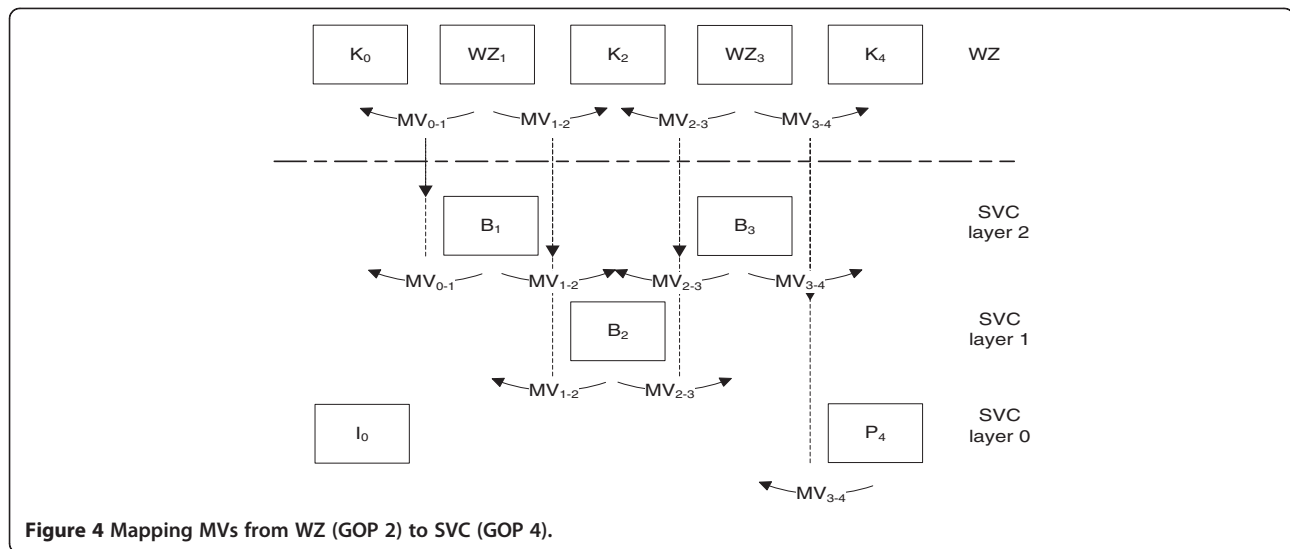 K₀ WZ₁ K₂ WZ₃ K₄ WZ
MV₀₋₁ MV₁₋₂ MV₂₋₃ MV₃₋₄
B₁ B₃ SVC
layer 2
MV₀₋₁ MV₁₋₂ MV₂₋₃ MV₃₋₄
B₂ SVC
layer 1
MV₁₋₂ MV₂₋₃
I₀ P₄ SVC
layer 0
MV₃₋₄
Figure 4 Mapping MVs from WZ (GOP 2) to SVC (GOP 4).